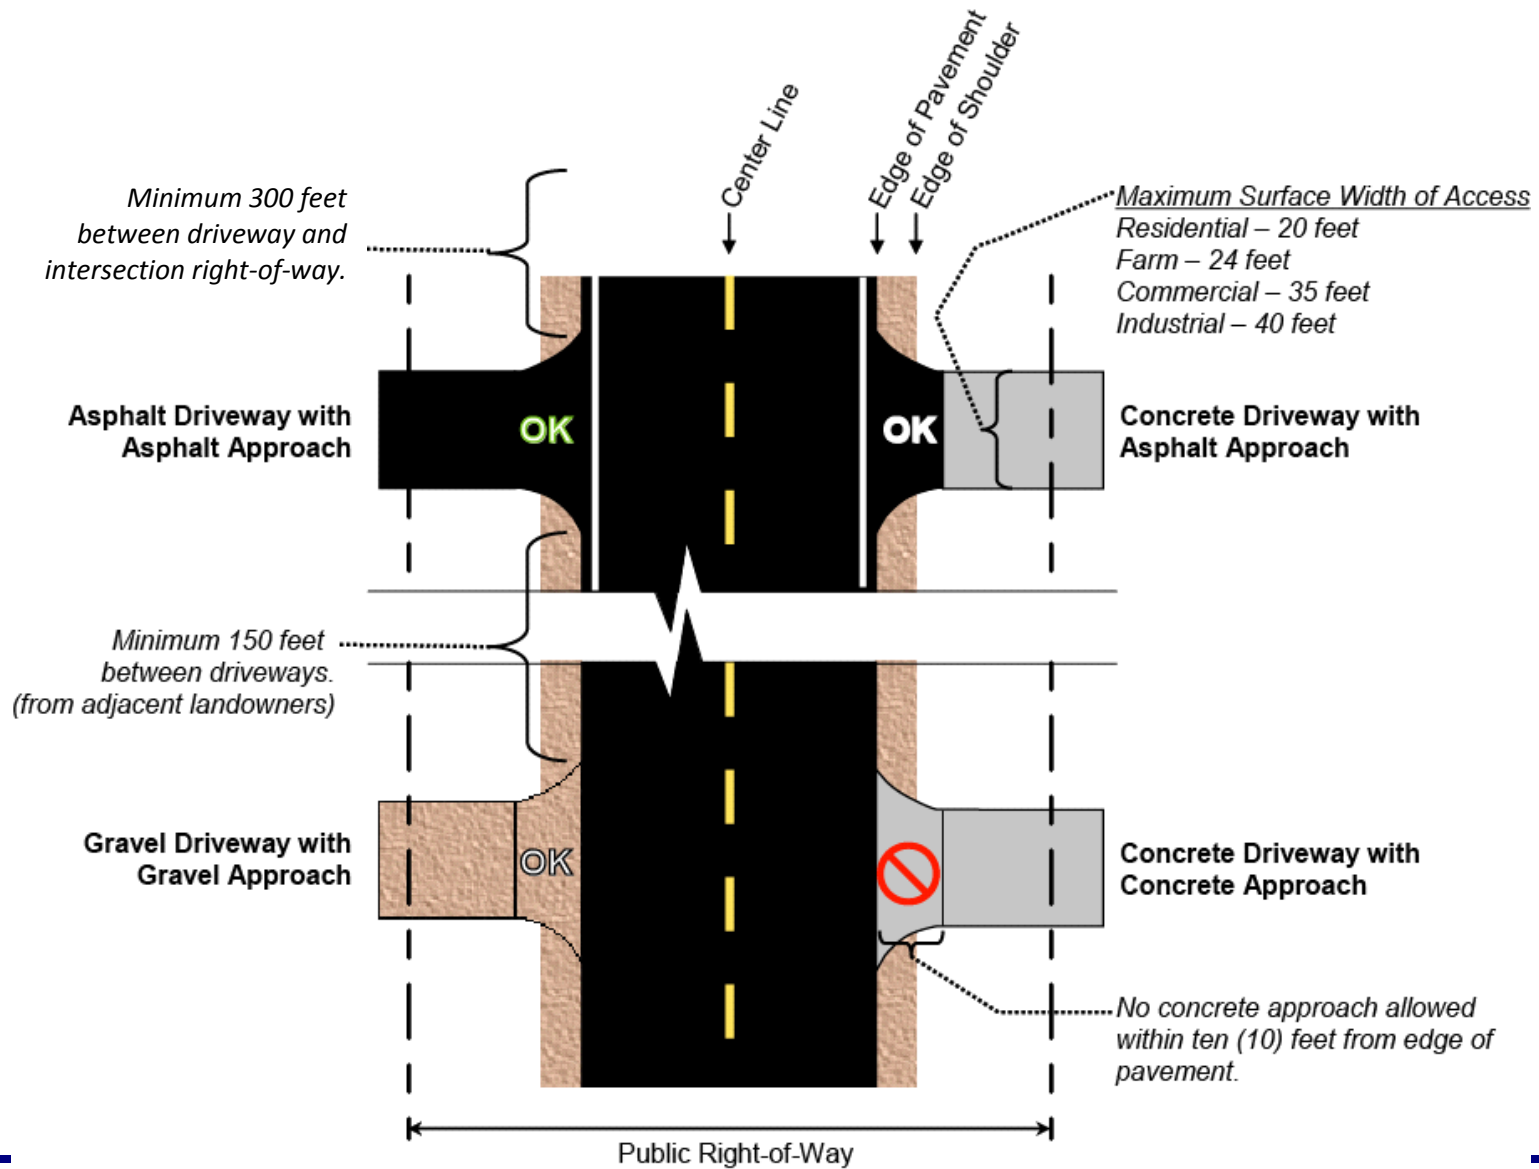 Center Line
Edge of Pavement
Edge of Shoulder
Minimum 300 feet
between driveway and
intersection right-of-way.
Maximum Surface Width of Access
Residential – 20 feet
Farm – 24 feet
Commercial – 35 feet
Industrial – 40 feet
Asphalt Driveway with
Asphalt Approach
OK
OK
Concrete Driveway with
Asphalt Approach
Minimum 150 feet
between driveways.
(from adjacent landowners)
Gravel Driveway with
Gravel Approach
OK
Concrete Driveway with
Concrete Approach
No concrete approach allowed
within ten (10) feet from edge of
pavement.
Public Right-of-Way